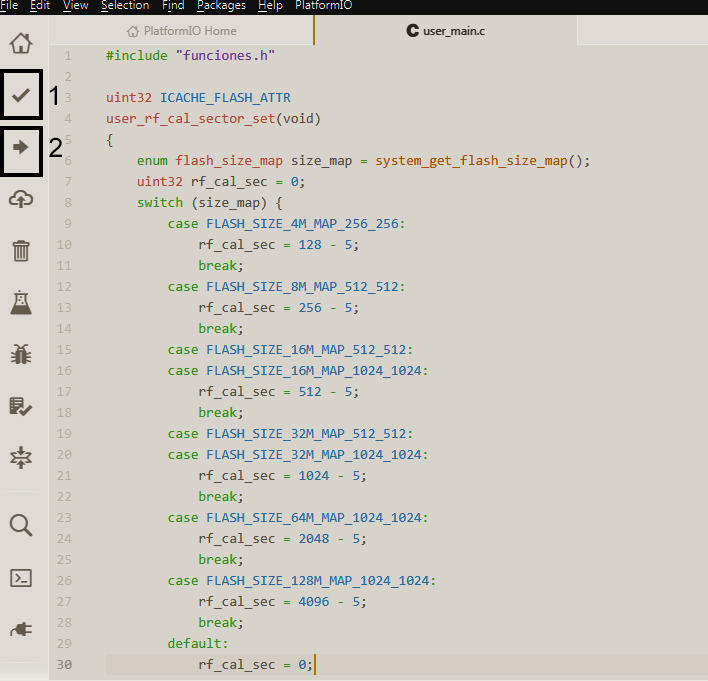 File Edit View Selection Find Packages Help PlatformIO
PlatformIO Home user_main.c
1 #include "funciones.h"
1
2
3 uint32 ICACHE_FLASH_ATTR
4 user_rf_cal_sector_set(void)
2
5 {
6 enum flash_size_map size_map = system_get_flash_size_map();
7 uint32 rf_cal_sec = 0;
8 switch (size_map) {
9 case FLASH_SIZE_4M_MAP_256_256:
10 rf_cal_sec = 128 - 5;
11 break;
12 case FLASH_SIZE_8M_MAP_512_512:
13 rf_cal_sec = 256 - 5;
14 break;
15 case FLASH_SIZE_16M_MAP_512_512:
16 case FLASH_SIZE_16M_MAP_1024_1024:
17 rf_cal_sec = 512 - 5;
18 break;
19 case FLASH_SIZE_32M_MAP_512_512:
20 case FLASH_SIZE_32M_MAP_1024_1024:
21 rf_cal_sec = 1024 - 5;
22 break;
23 case FLASH_SIZE_64M_MAP_1024_1024:
24 rf_cal_sec = 2048 - 5;
25 break;
26 case FLASH_SIZE_128M_MAP_1024_1024:
27 rf_cal_sec = 4096 - 5;
28 break;
29 default:
30 rf_cal_sec = 0;